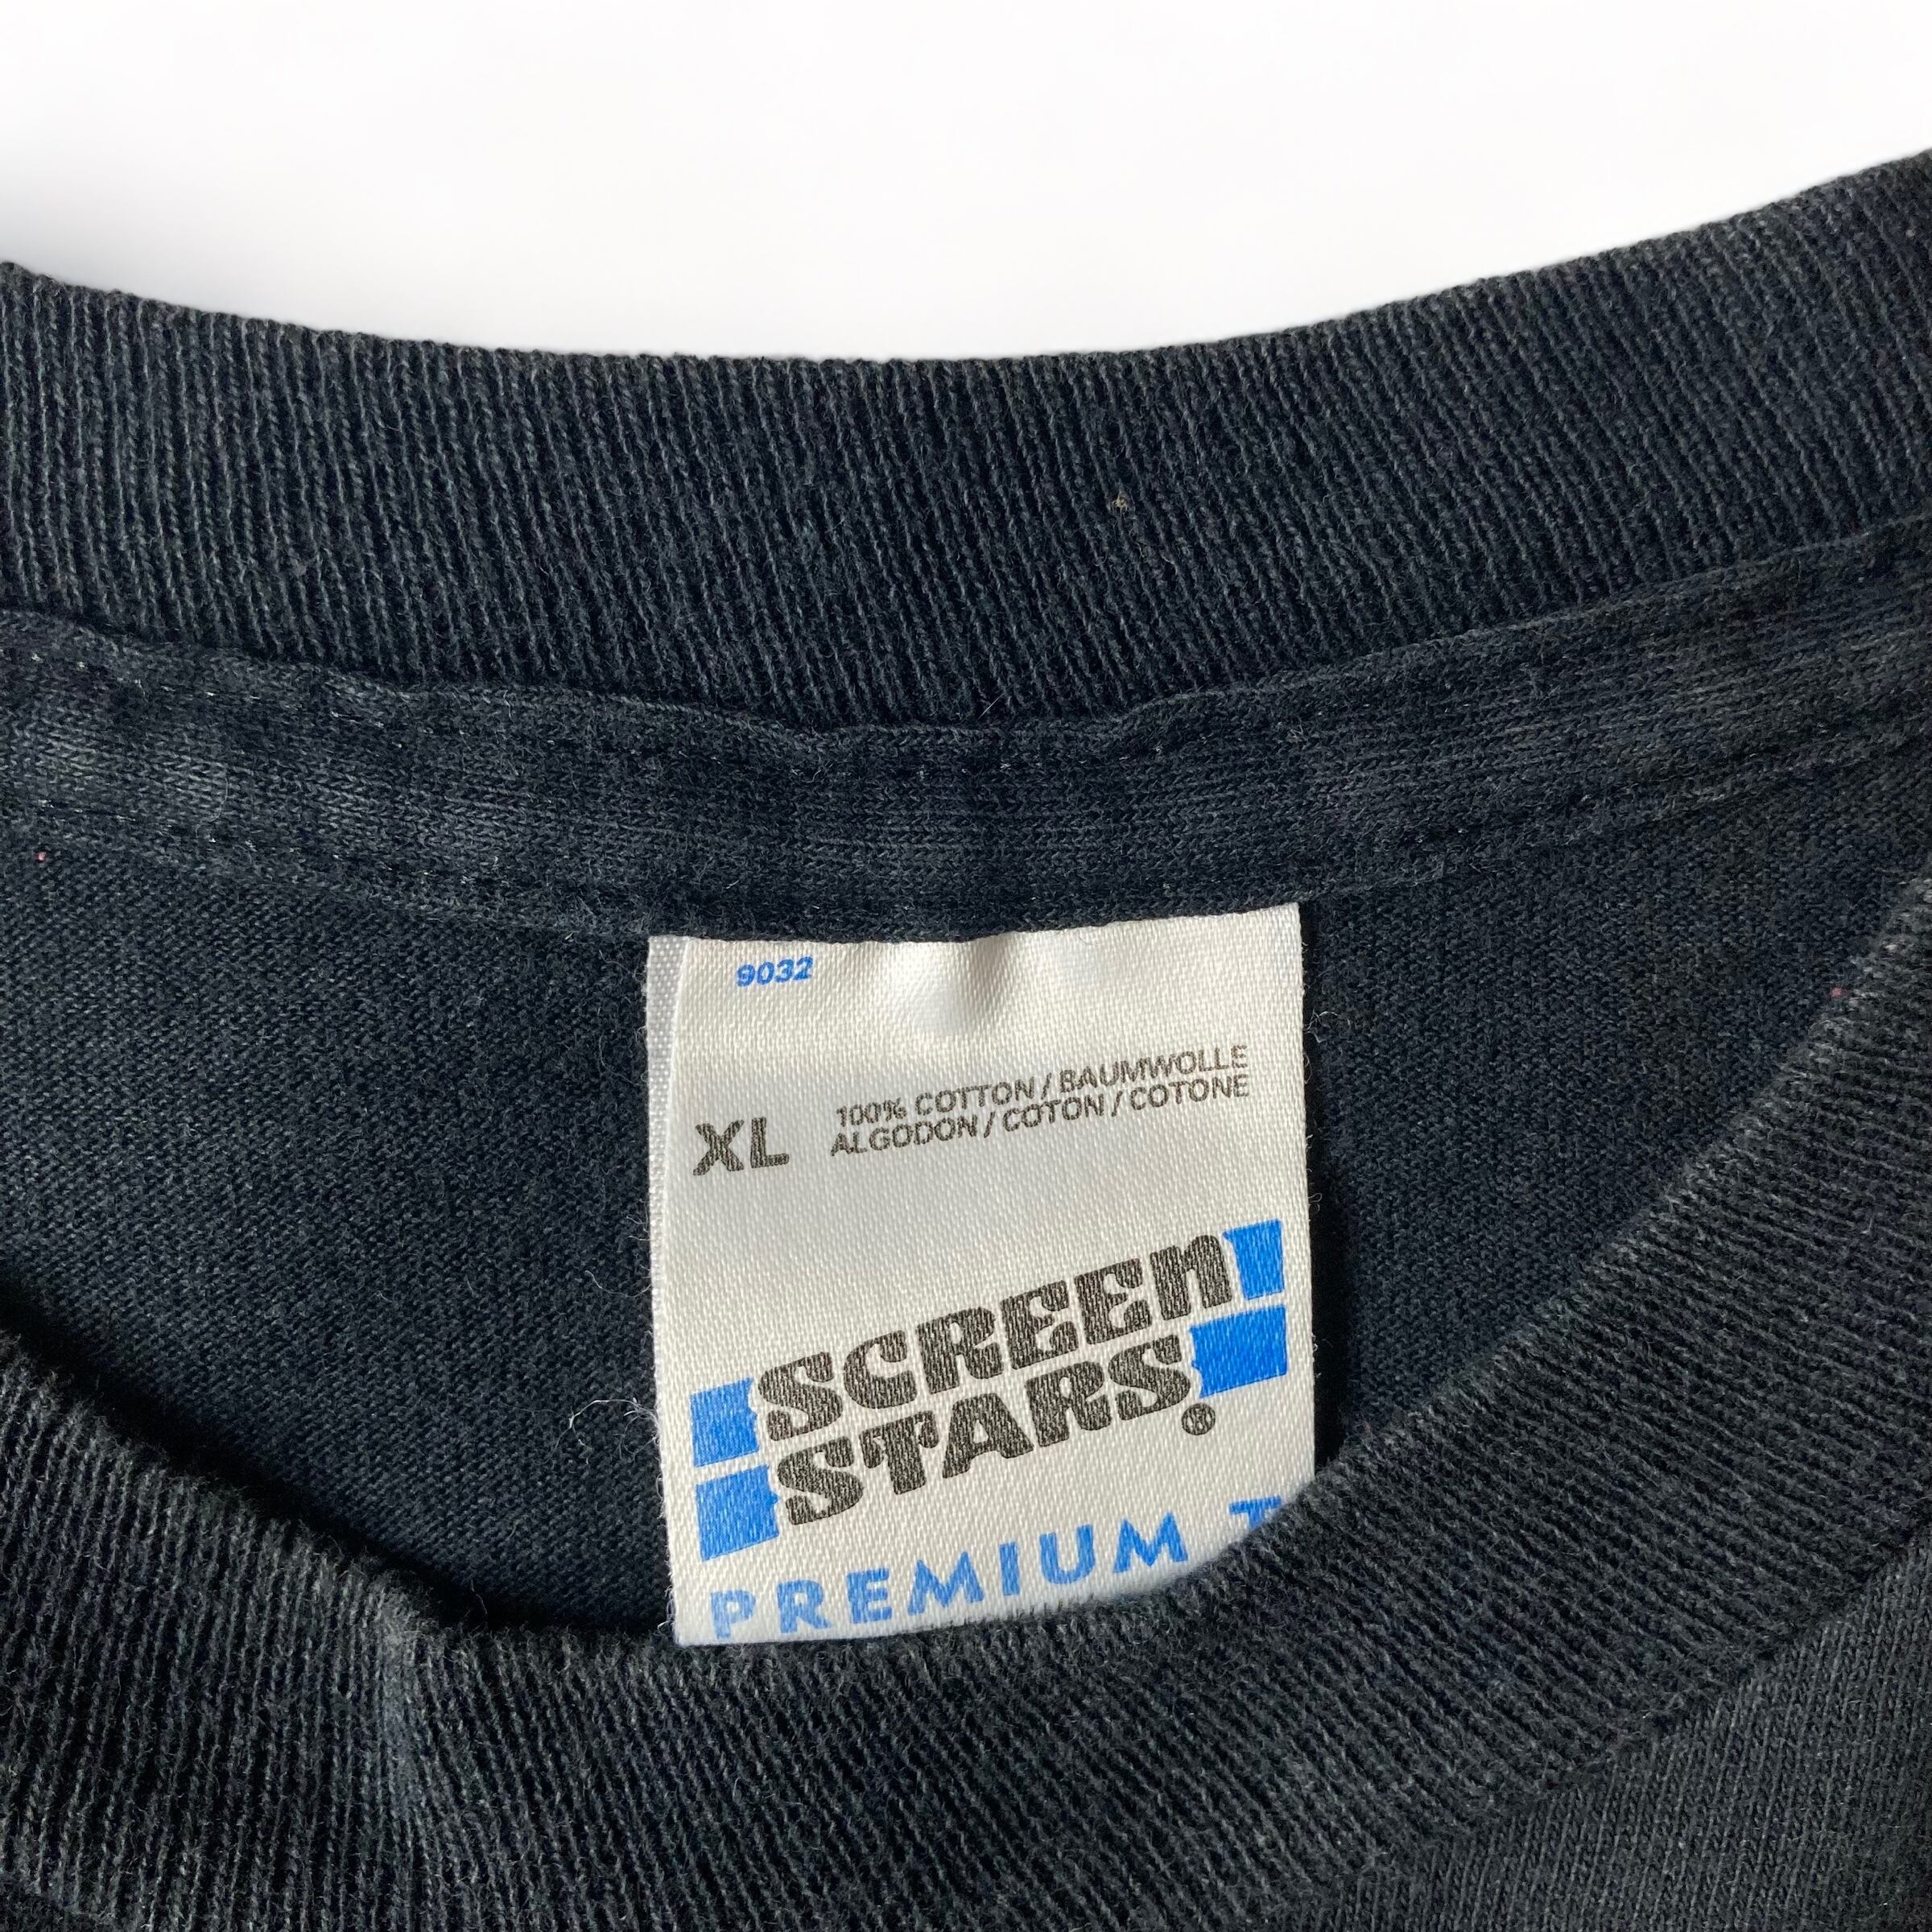 9032
XL
100% COTTON / BAUMWOLLE
ALGODON / COTON / COTONE
SCREEN
STARS®
PREMIUM T